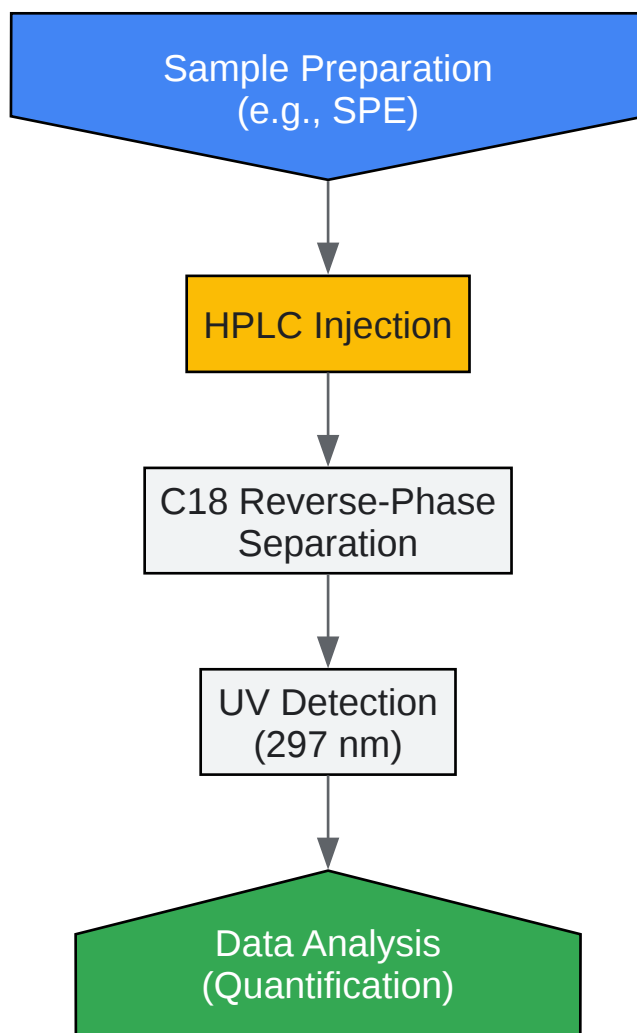 Sample Preparation
(e.g., SPE)
HPLC Injection
C18 Reverse-Phase
Separation
UV Detection
(297 nm)
Data Analysis
(Quantification)